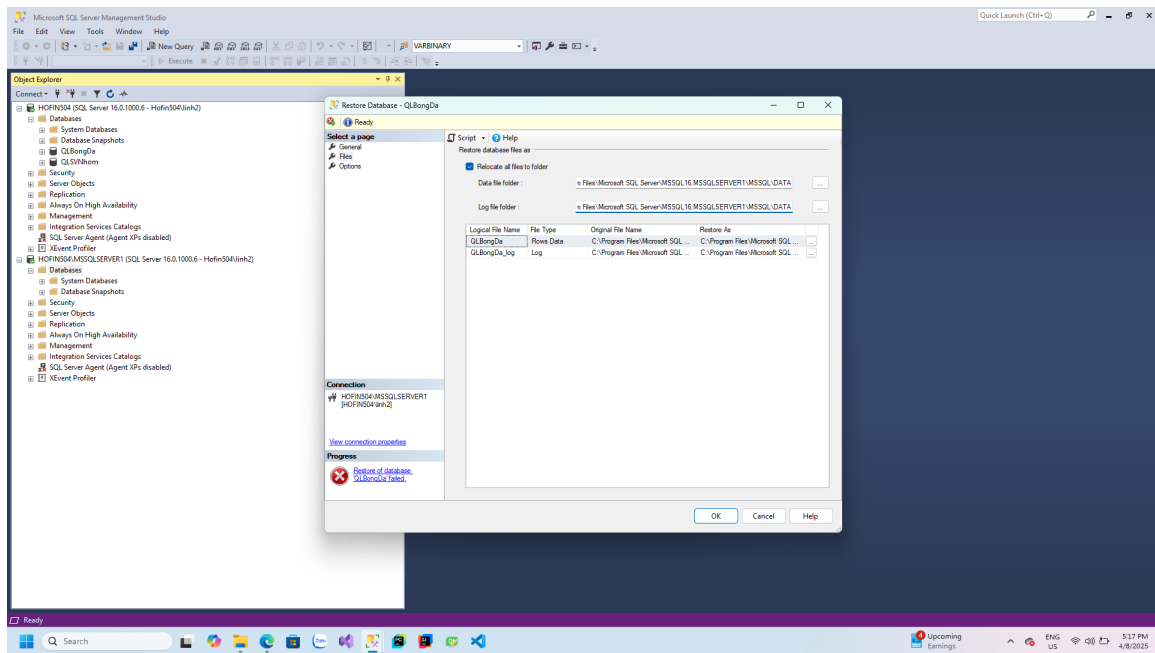 Microsoft SQL Server Management Studio
Quick Launch (Ctrl+Q)
File Edit View Tools Window Help
New Query
VARBINARY
Execute
Object Explorer
Connect
HOFIN504 (SQL Server 16.0.1000.6 - Hofin504\linh2)
Databases
System Databases
Database Snapshots
QLBongDa
QLSVNhom
Security
Server Objects
Replication
Always On High Availability
Management
Integration Services Catalogs
SQL Server Agent (Agent XPs disabled)
XEvent Profiler
HOFIN504\MSSQLSERVER1 (SQL Server 16.0.1000.6 - Hofin504\linh2)
Databases
System Databases
Database Snapshots
Security
Server Objects
Replication
Always On High Availability
Management
Integration Services Catalogs
SQL Server Agent (Agent XPs disabled)
XEvent Profiler
Restore Database - QLBongDa
Ready
Select a page
General
Files
Options
Script Help
Restore database files as
Relocate all files to folder
Data file folder : n Files\Microsoft SQL Server\MSSQL16.MSSQLSERVER1\MSSQL\DATA ...
Log file folder : n Files\Microsoft SQL Server\MSSQL16.MSSQLSERVER1\MSSQL\DATA ...
Logical File Name File Type Original File Name Restore As
QLBongDa Rows Data C:\Program Files\Microsoft SQL ... C:\Program Files\Microsoft SQL ... ...
QLBongDa_log Log C:\Program Files\Microsoft SQL ... C:\Program Files\Microsoft SQL ... ...
Connection
HOFIN504\MSSQLSERVER1
[HOFIN504\linh2]
View connection properties
Progress
Restore of database
'QLBongDa' failed.
OK Cancel Help
Ready
Search
Zalo
4
Upcoming
Earnings
ENG
US
5:17 PM
4/8/2025